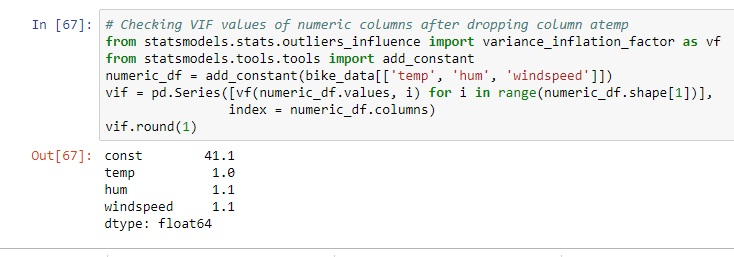 In [67]: # Checking VIF values of numeric columns after dropping column atemp
from statsmodels.stats.outliers_influence import variance_inflation_factor as vf
from statsmodels.tools.tools import add_constant
numeric_df = add_constant(bike_data[['temp', 'hum', 'windspeed']])
vif = pd.Series([vf(numeric_df.values, i) for i in range(numeric_df.shape[1])],
                index = numeric_df.columns)
vif.round(1)
Out[67]: const        41.1
temp          1.0
hum           1.1
windspeed     1.1
dtype: float64